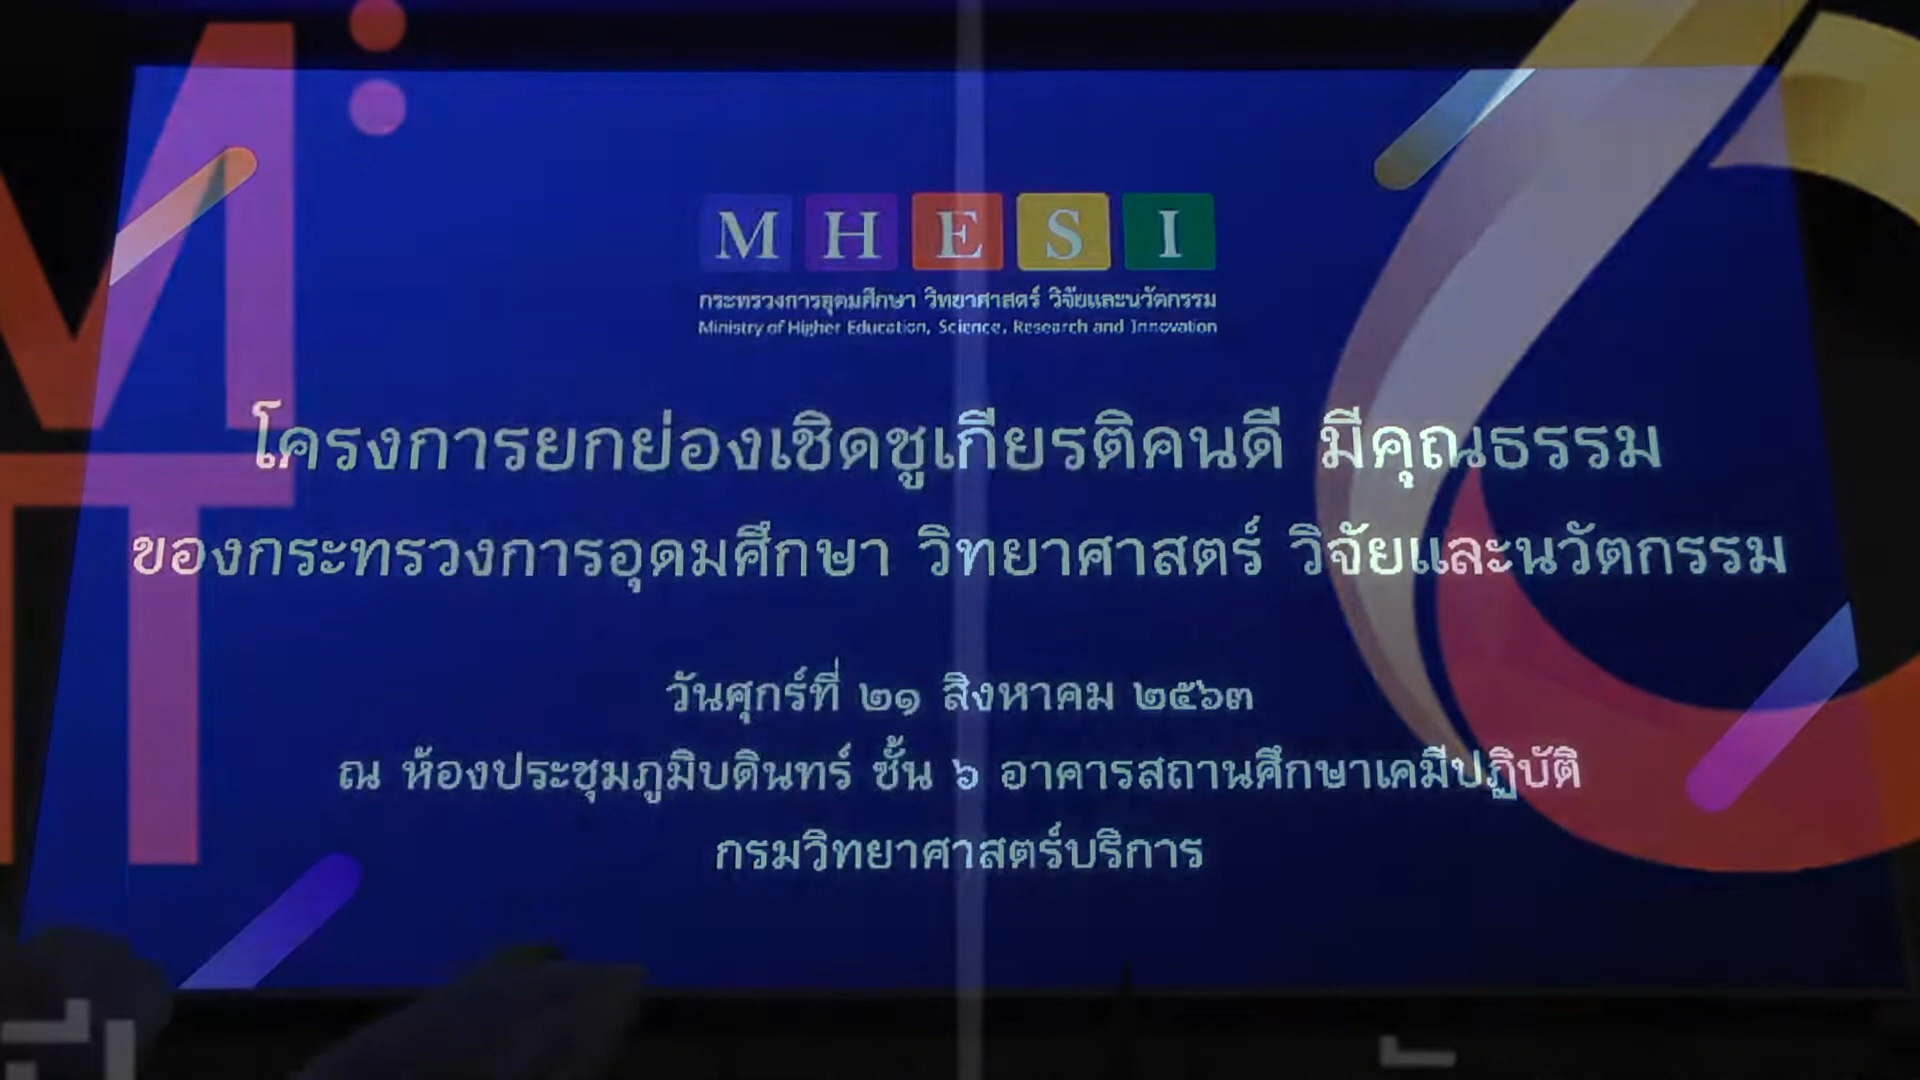 MHESI
กระทรวงการอุดมศึกษา วิทยาศาสตร์ วิจัยและนวัตกรรม
Ministry of Higher Education, Science, Research and Innovation
โครงการยกย่องเชิดชูเกียรติคนดี มีคุณธรรม
ของกระทรวงการอุดมศึกษา วิทยาศาสตร์ วิจัยและนวัตกรรม
วันศุกร์ที่ ๒๑ สิงหาคม ๒๕๖๓
ณ ห้องประชุมภูมิบดินทร์ ชั้น ๖ อาคารสถานศึกษาเคมีปฏิบัติ
กรมวิทยาศาสตร์บริการ